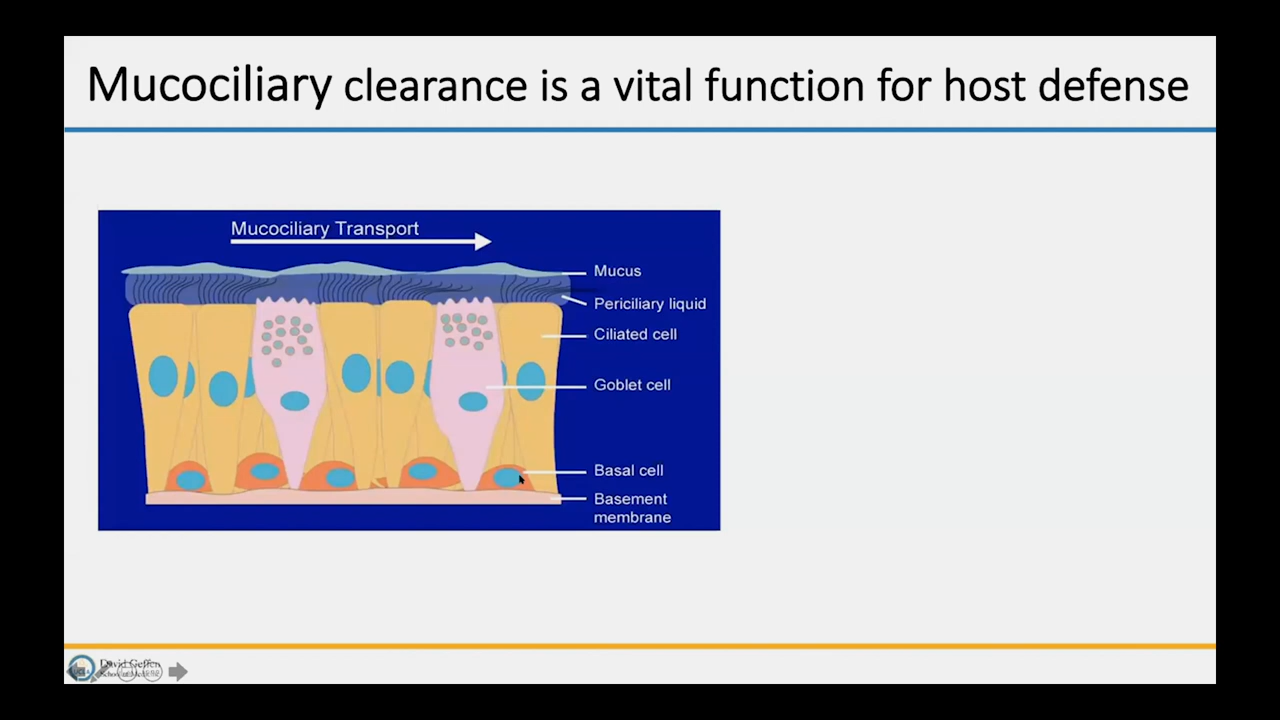 Mucociliary clearance is a vital function for host defense
Mucociliary Transport
Mucus
Periciliary liquid
Ciliated cell
Goblet cell
Basal cell
Basement
membrane
David Geffen